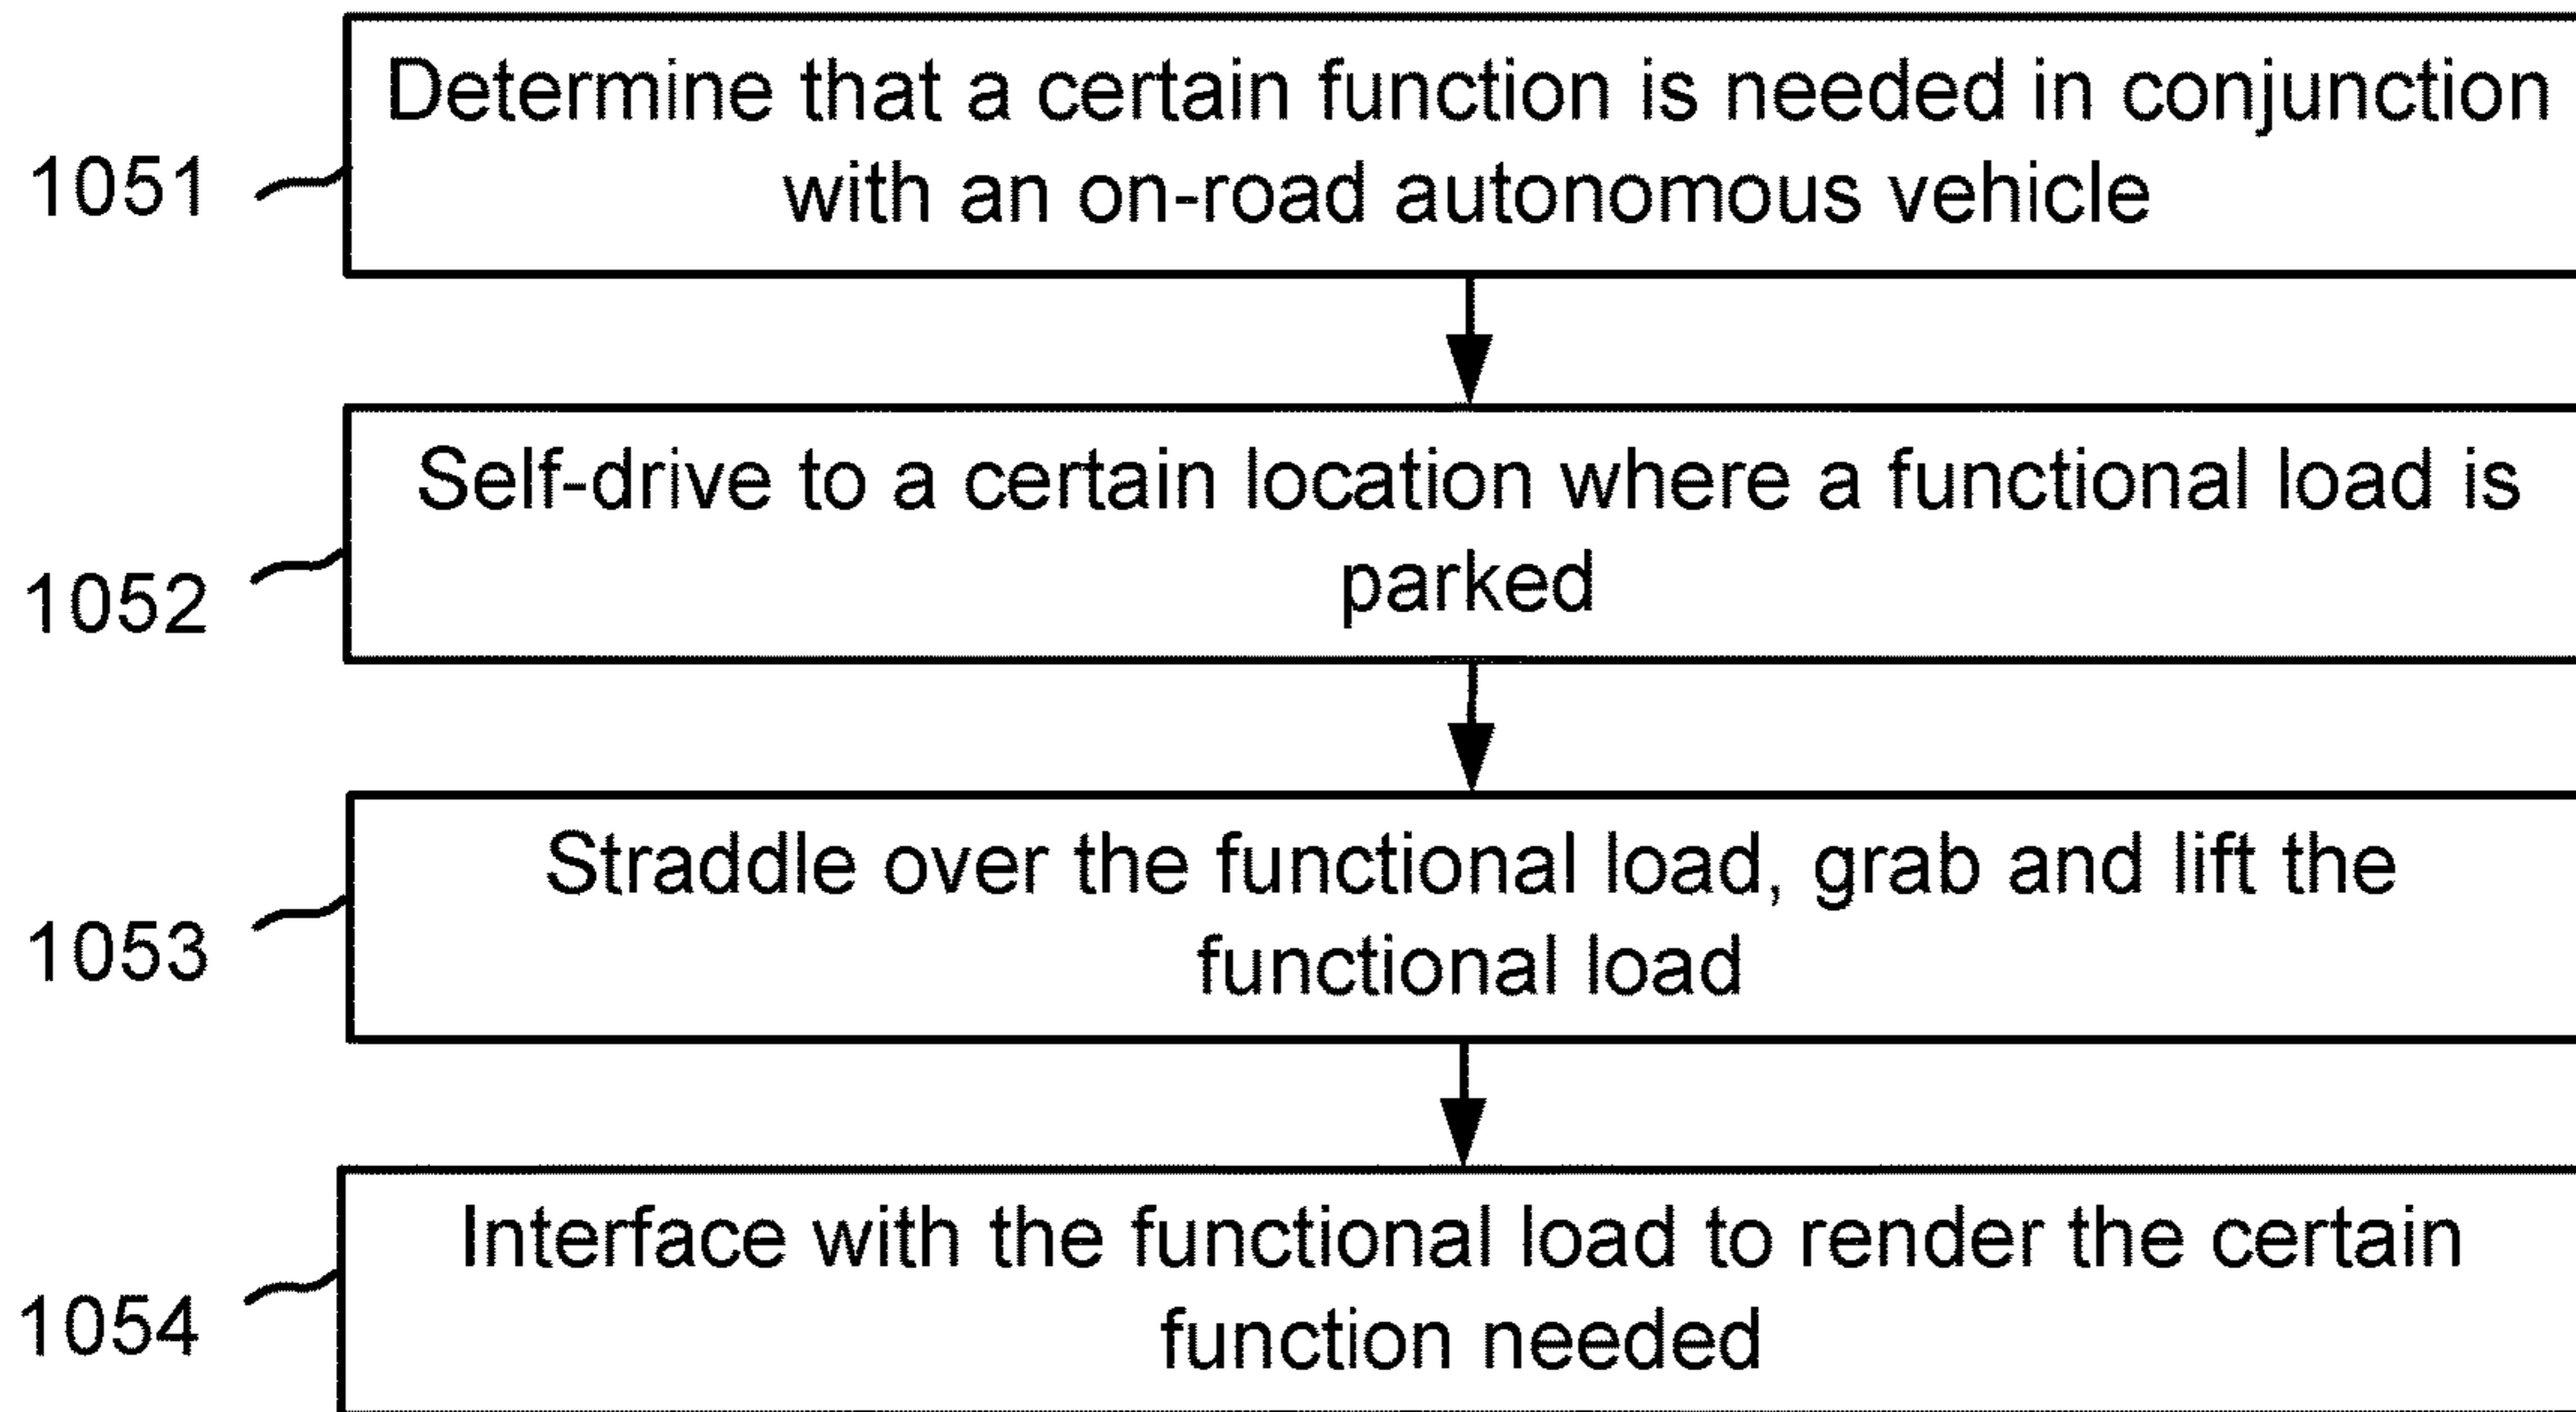 Determine that a certain function is needed in conjunction
with an on-road autonomous vehicle
1051
Self-drive to a certain location where a functional load is
parked
1052
Straddle over the functional load, grab and lift the
functional load
1053
Interface with the functional load to render the certain
function needed
1054